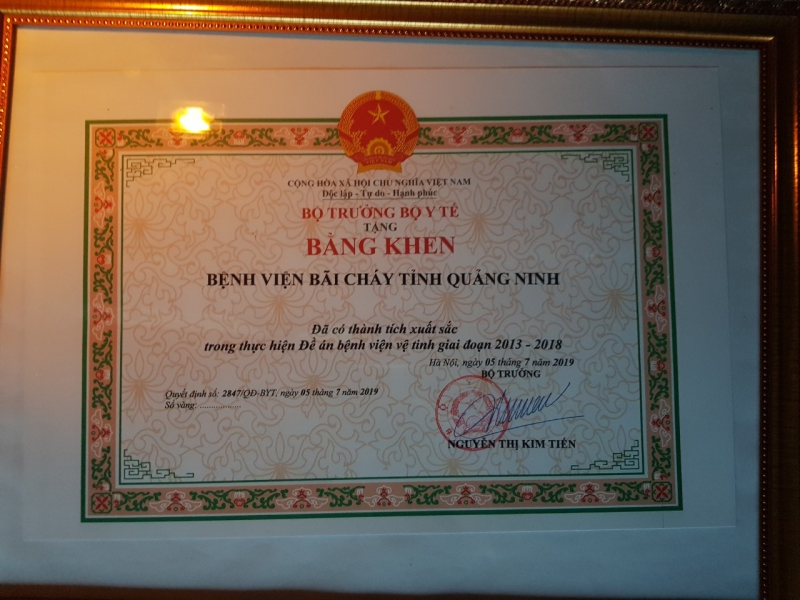 CỘNG HÒA XÃ HỘI CHỦ NGHĨA VIỆT NAM
Độc lập - Tự do - Hạnh phúc
BỘ TRƯỞNG BỘ Y TẾ
TẶNG
BẰNG KHEN
BỆNH VIỆN BÃI CHÁY TỈNH QUẢNG NINH
Đã có thành tích xuất sắc
trong thực hiện Đề án bệnh viện vệ tinh giai đoạn 2013 - 2018
Hà Nội, ngày 05 tháng 7 năm 2019
BỘ TRƯỞNG
Quyết định số: 2847/QĐ-BYT, ngày 05 tháng 7 năm 2019
Số vàng: ..................
NGUYỄN THỊ KIM TIẾN